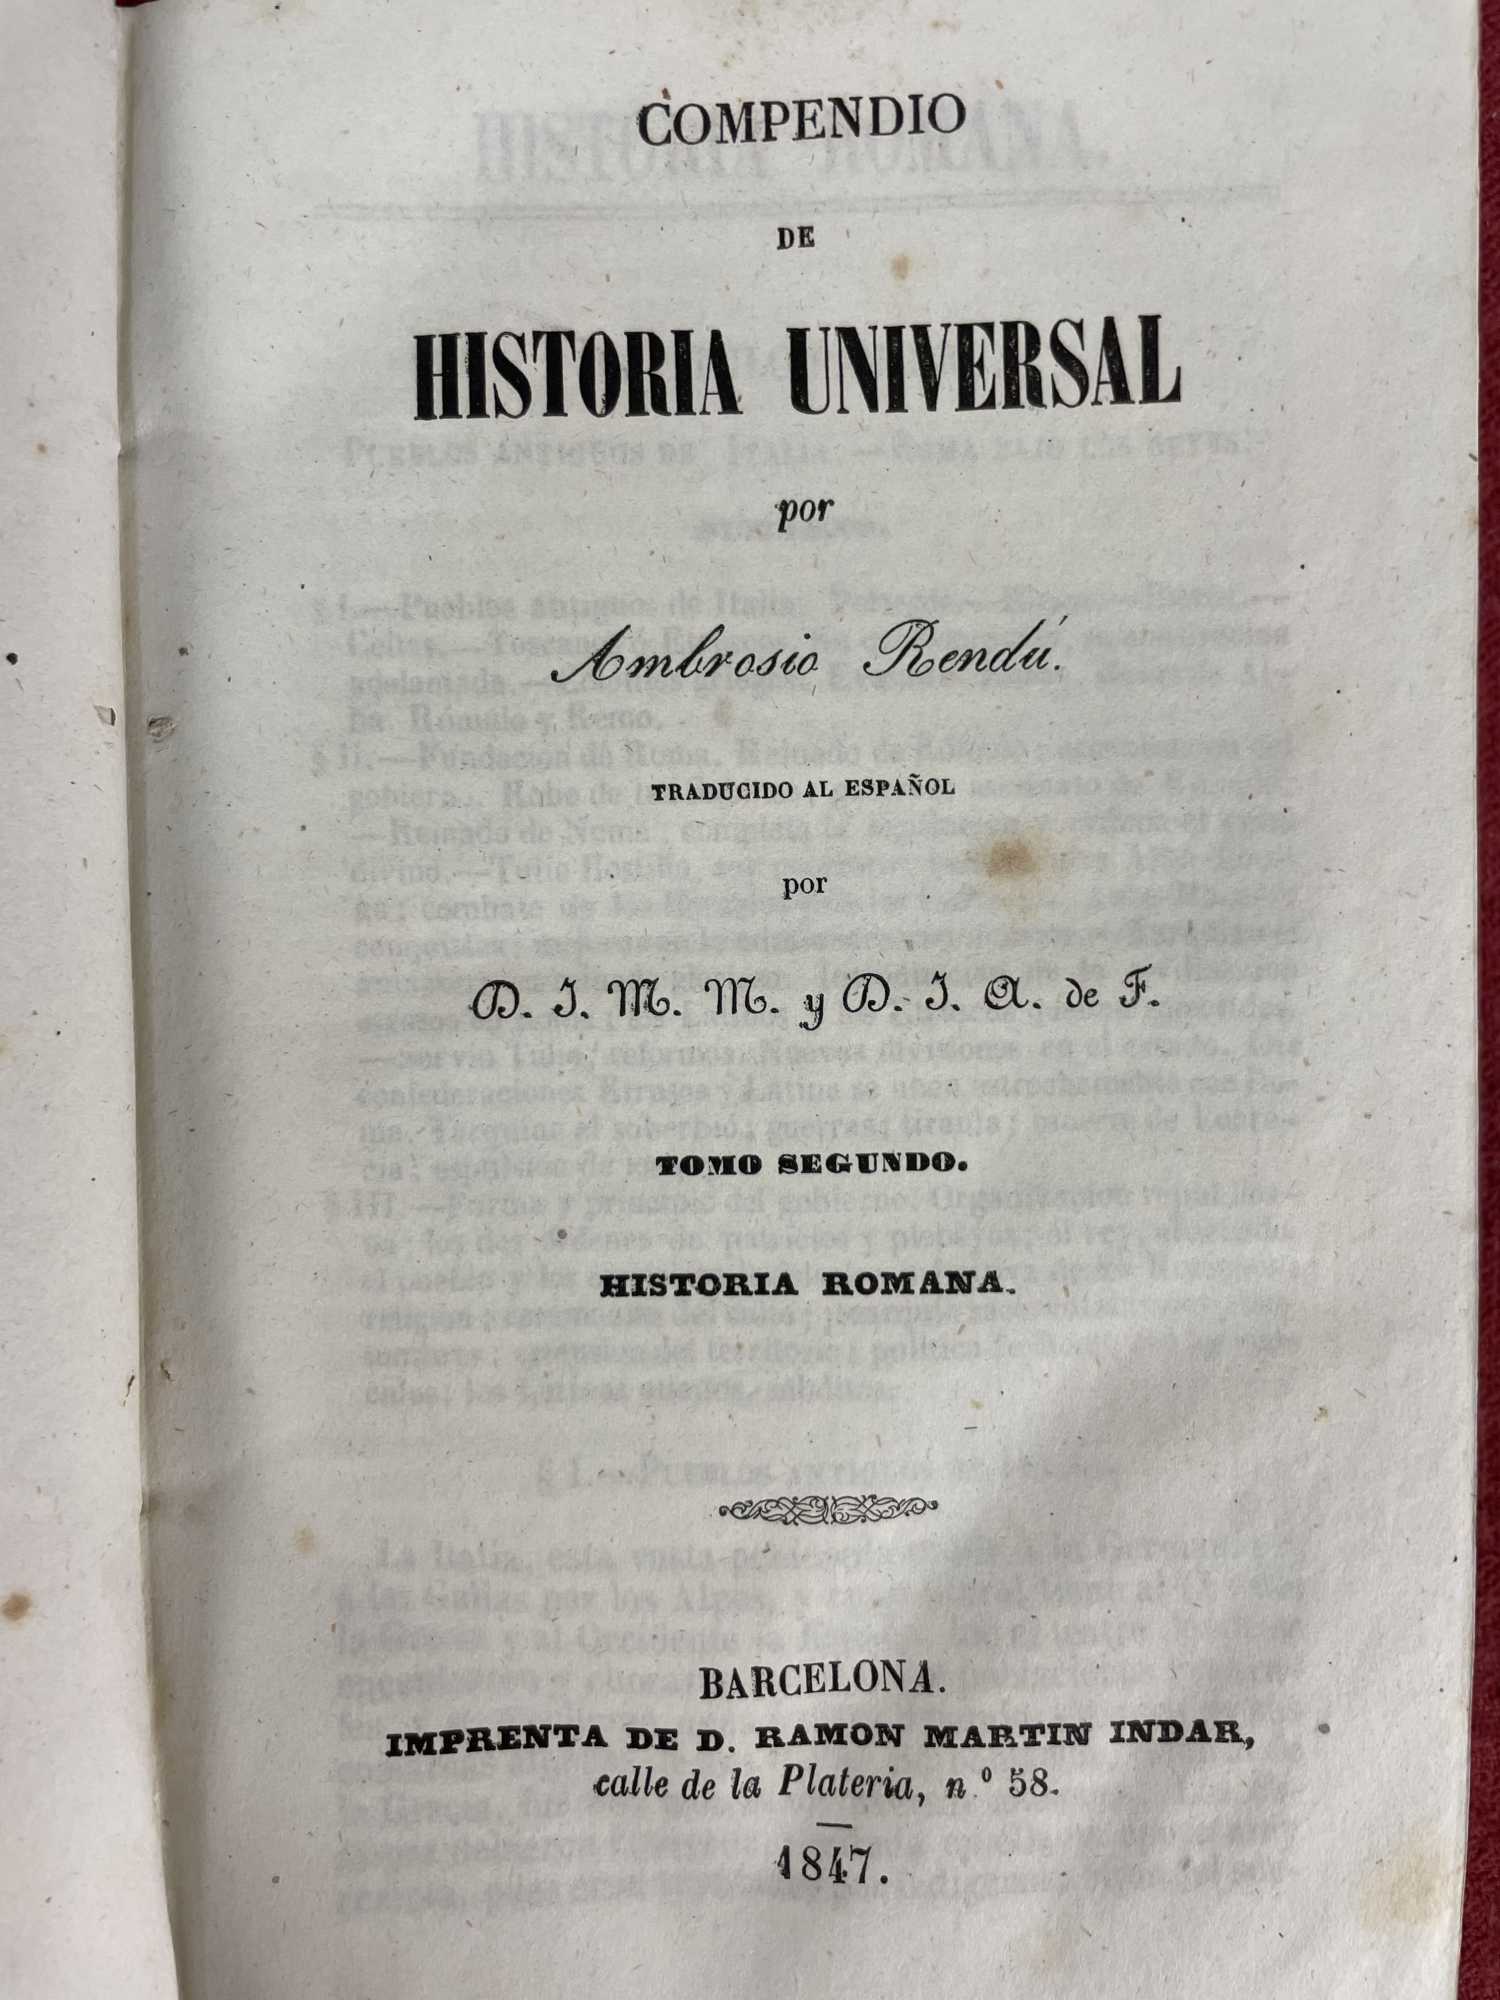 COMPENDIO
DE
HISTORIA UNIVERSAL
por
Ambrosio Rendú.
TRADUCIDO AL ESPAÑOL
por
D. J. M. M. y D. J. A. de F.
TOMO SEGUNDO.
HISTORIA ROMANA.
BARCELONA.
IMPRENTA DE D. RAMON MARTIN INDAR,
calle de la Plateria, n.º 58.
1847.